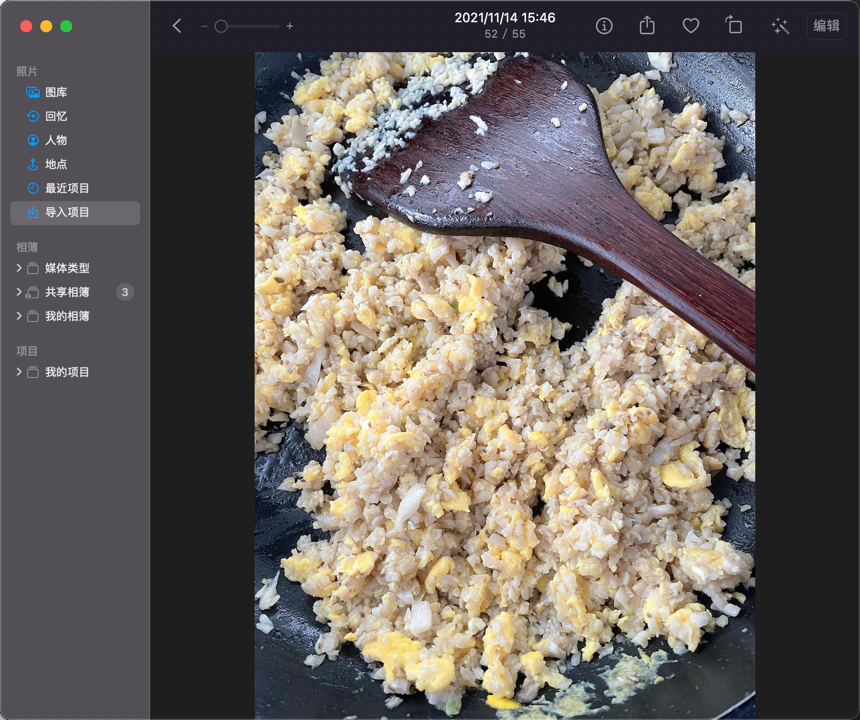 2021/11/14 15:46
52 / 55
编辑
照片
图库
回忆
人物
地点
最近项目
导入项目
相簿
媒体类型
共享相簿 3
我的相簿
项目
我的项目